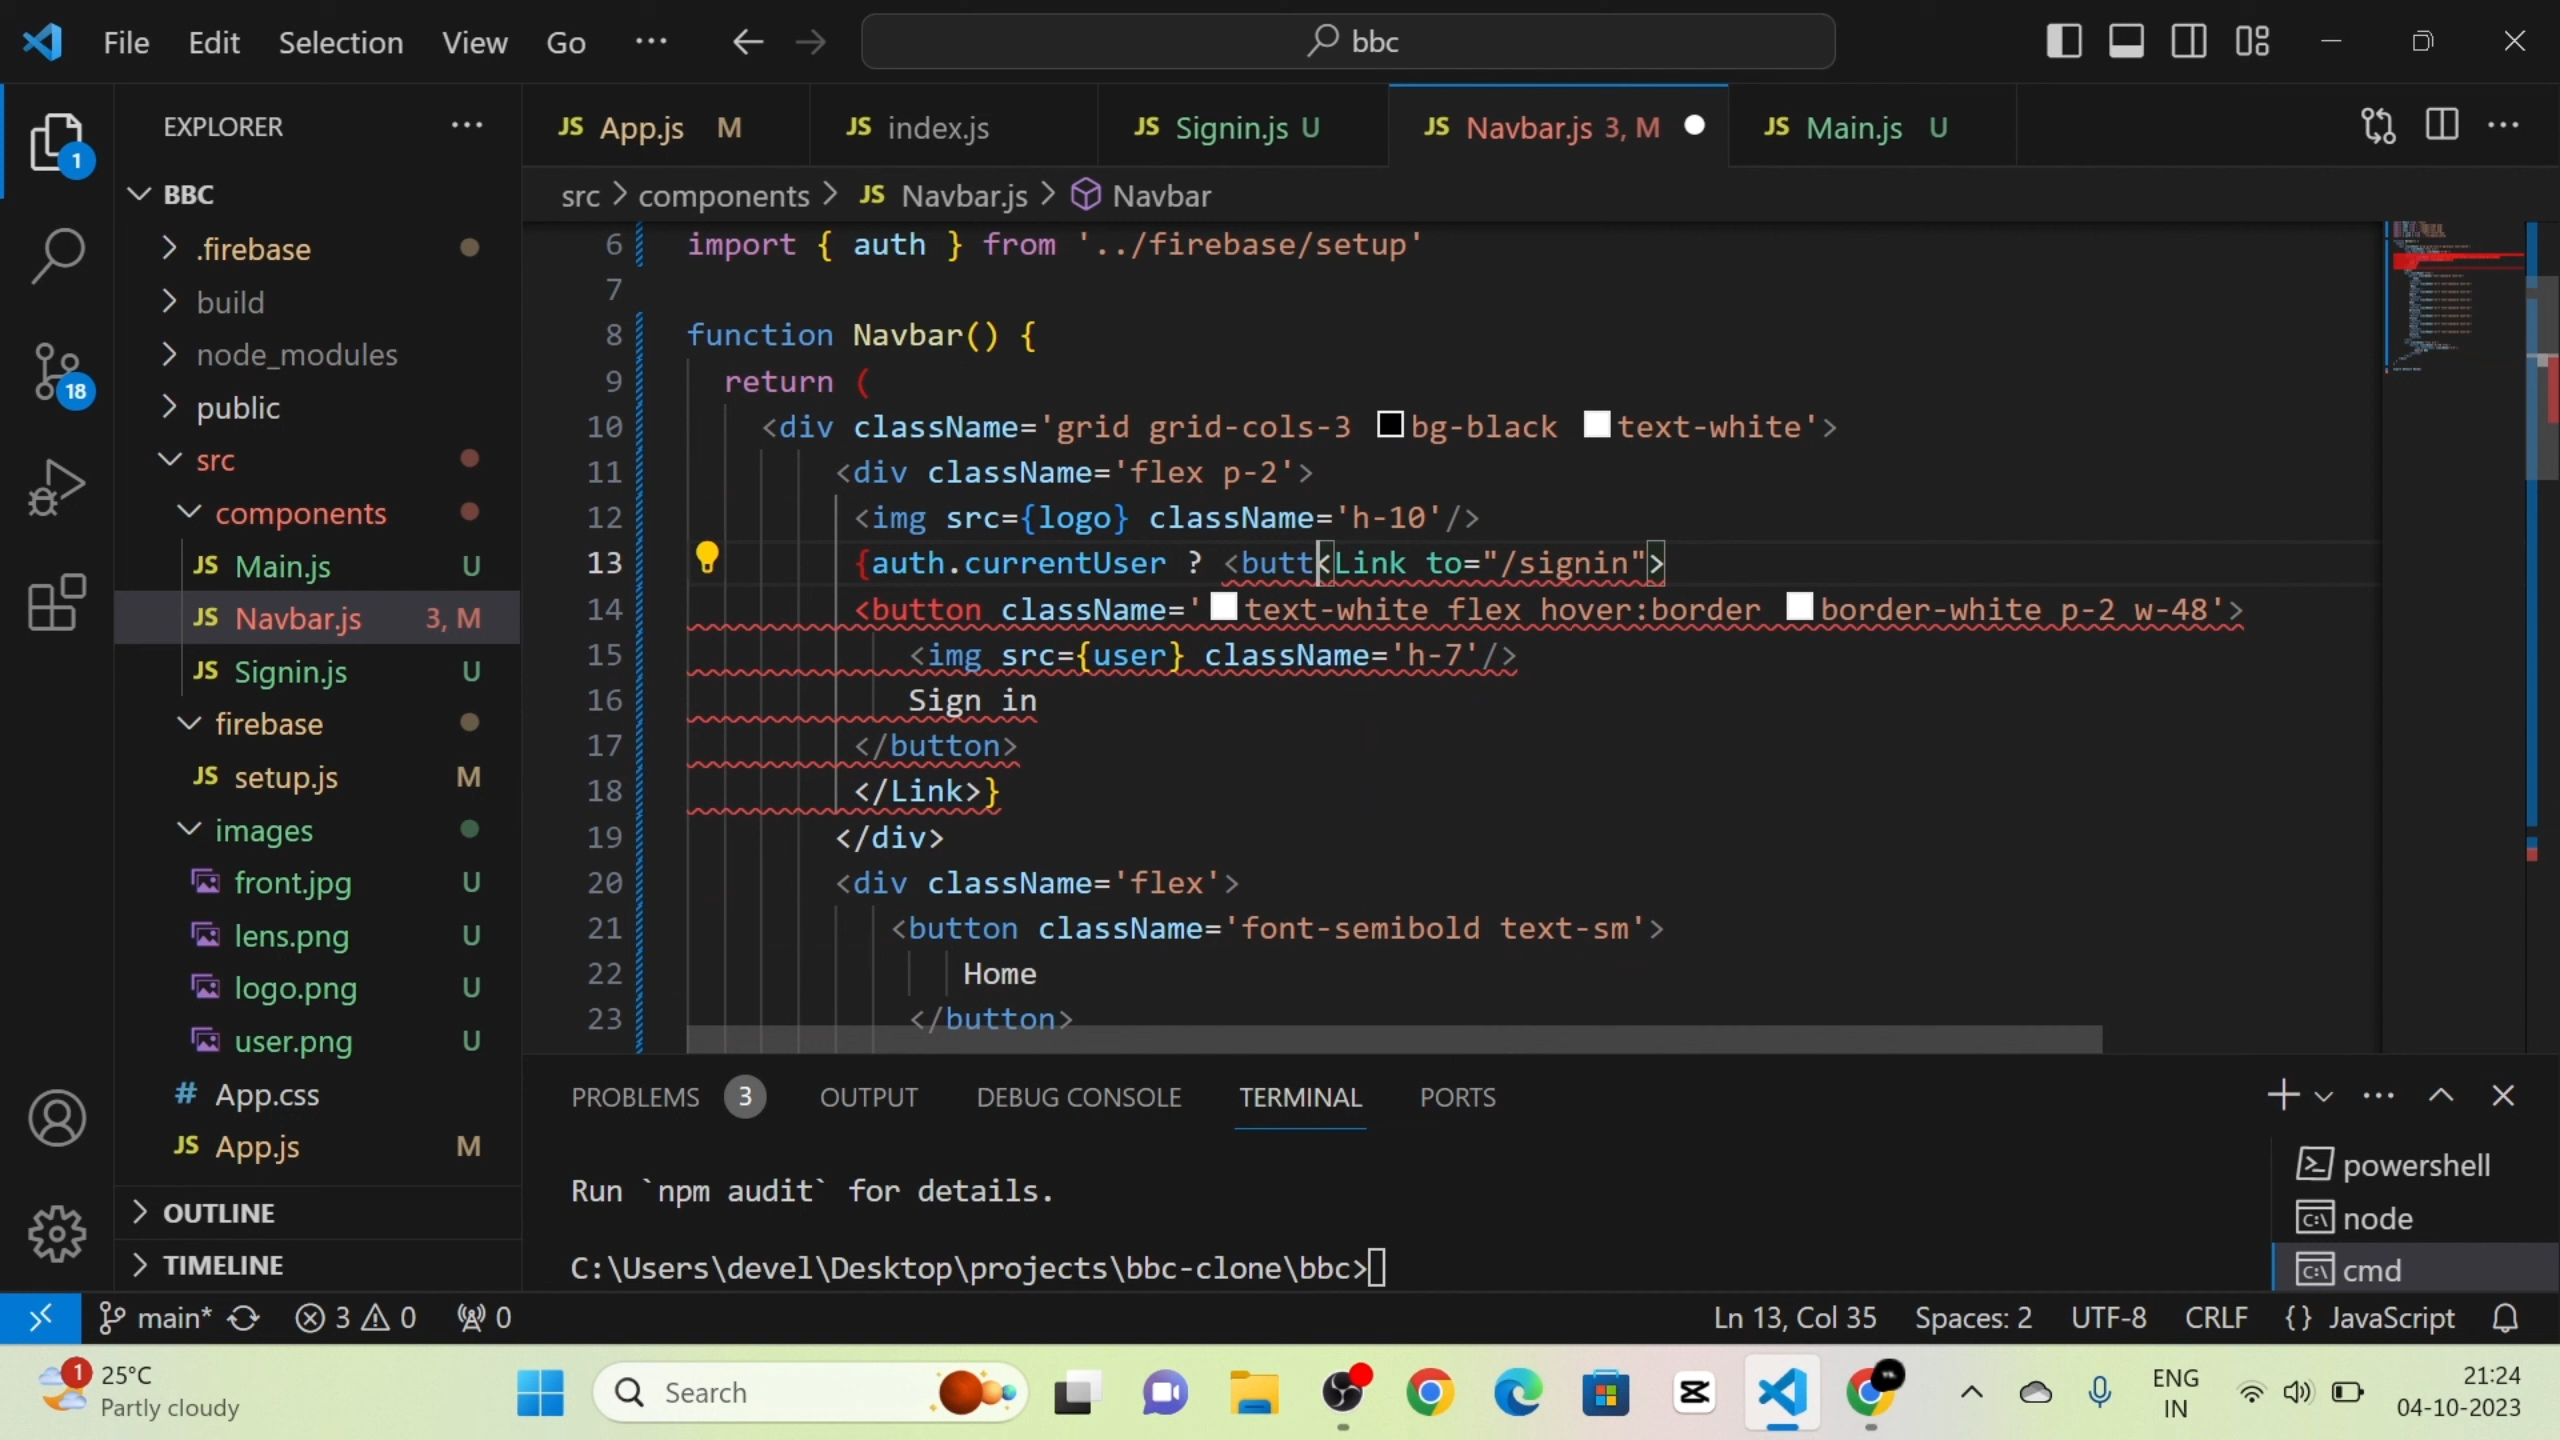 File Edit Selection View Go ··· bbc
EXPLORER ···
BBC
.firebase
build
node_modules
public
src
components
JS Main.js U
JS Navbar.js 3, M
JS Signin.js U
firebase
JS setup.js M
images
front.jpg U
lens.png U
logo.png U
user.png U
# App.css
JS App.js M
OUTLINE
TIMELINE
1
18
JS App.js M JS index.js JS Signin.js U JS Navbar.js 3, M JS Main.js U
src > components > JS Navbar.js > Navbar
6 import { auth } from '../firebase/setup'
7
8 function Navbar() {
9 return (
10 <div className='grid grid-cols-3 bg-black text-white'>
11 <div className='flex p-2'>
12 <img src={logo} className='h-10'/>
13 {auth.currentUser ? <butt<Link to="/signin">
14 <button className='text-white flex hover:border border-white p-2 w-48'>
15 <img src={user} className='h-7'/>
16 Sign in
17 </button>
18 </Link>}
19 </div>
20 <div className='flex'>
21 <button className='font-semibold text-sm'>
22 Home
23 </button>
PROBLEMS 3 OUTPUT DEBUG CONSOLE TERMINAL PORTS
Run `npm audit` for details.
C:\Users\devel\Desktop\projects\bbc-clone\bbc>
powershell
node
cmd
main* 3 0 0 Ln 13, Col 35 Spaces: 2 UTF-8 CRLF {} JavaScript
1 25°C
Partly cloudy
Search
ENG
IN
21:24
04-10-2023